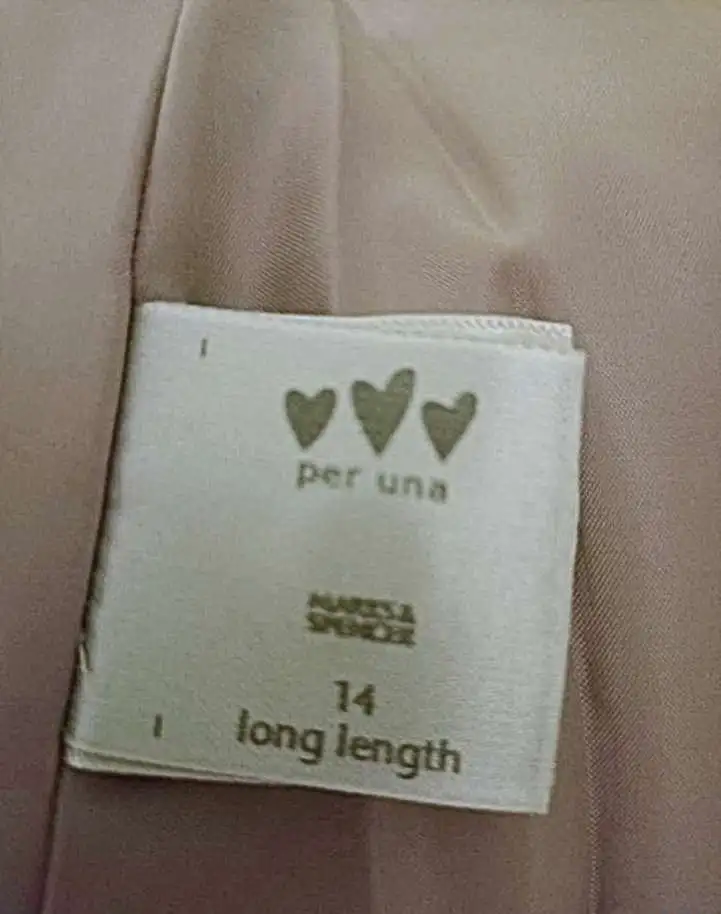 per una
MARKS &
SPENCER
14
long length